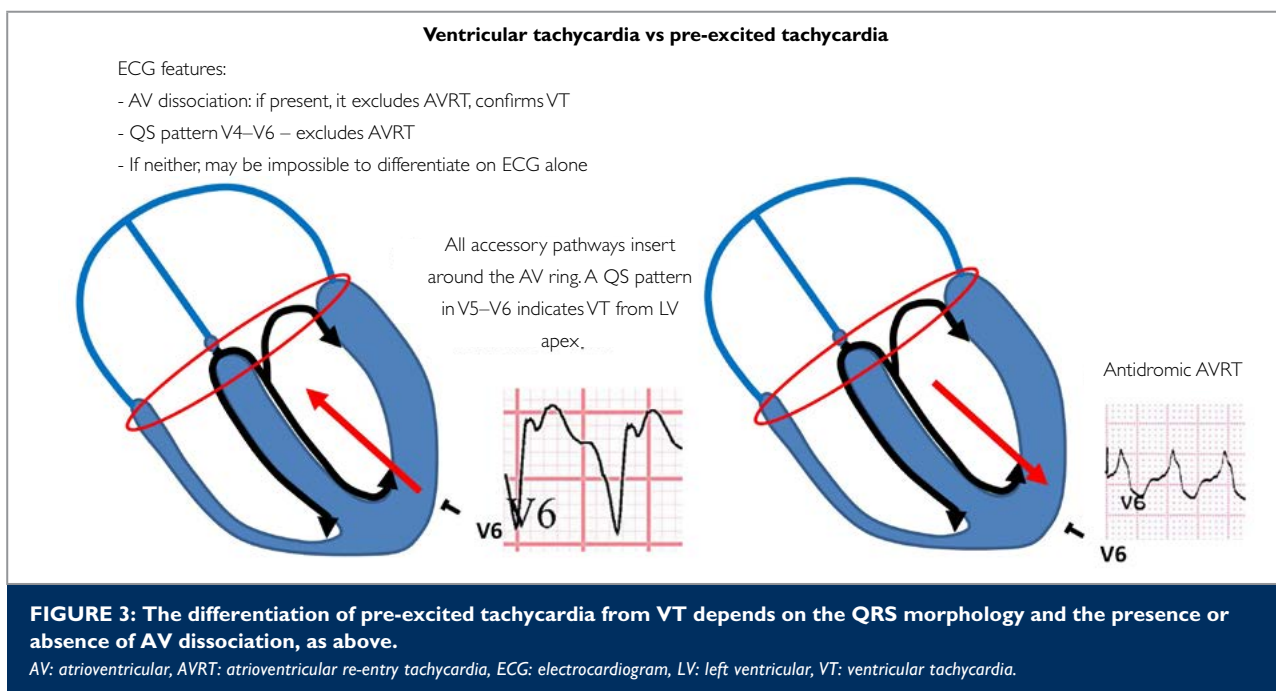 Ventricular tachycardia vs pre-excited tachycardia
ECG features:
- AV dissociation: if present, it excludes AVRT, confirms VT
- QS pattern V4–V6 – excludes AVRT
- If neither, may be impossible to differentiate on ECG alone
All accessory pathways insert
around the AV ring. A QS pattern
in V5–V6 indicates VT from LV
apex.
V6
V6
Antidromic AVRT
V6
V6
FIGURE 3: The differentiation of pre-excited tachycardia from VT depends on the QRS morphology and the presence or
absence of AV dissociation, as above.
AV: atrioventricular, AVRT: atrioventricular re-entry tachycardia, ECG: electrocardiogram, LV: left ventricular, VT: ventricular tachycardia.